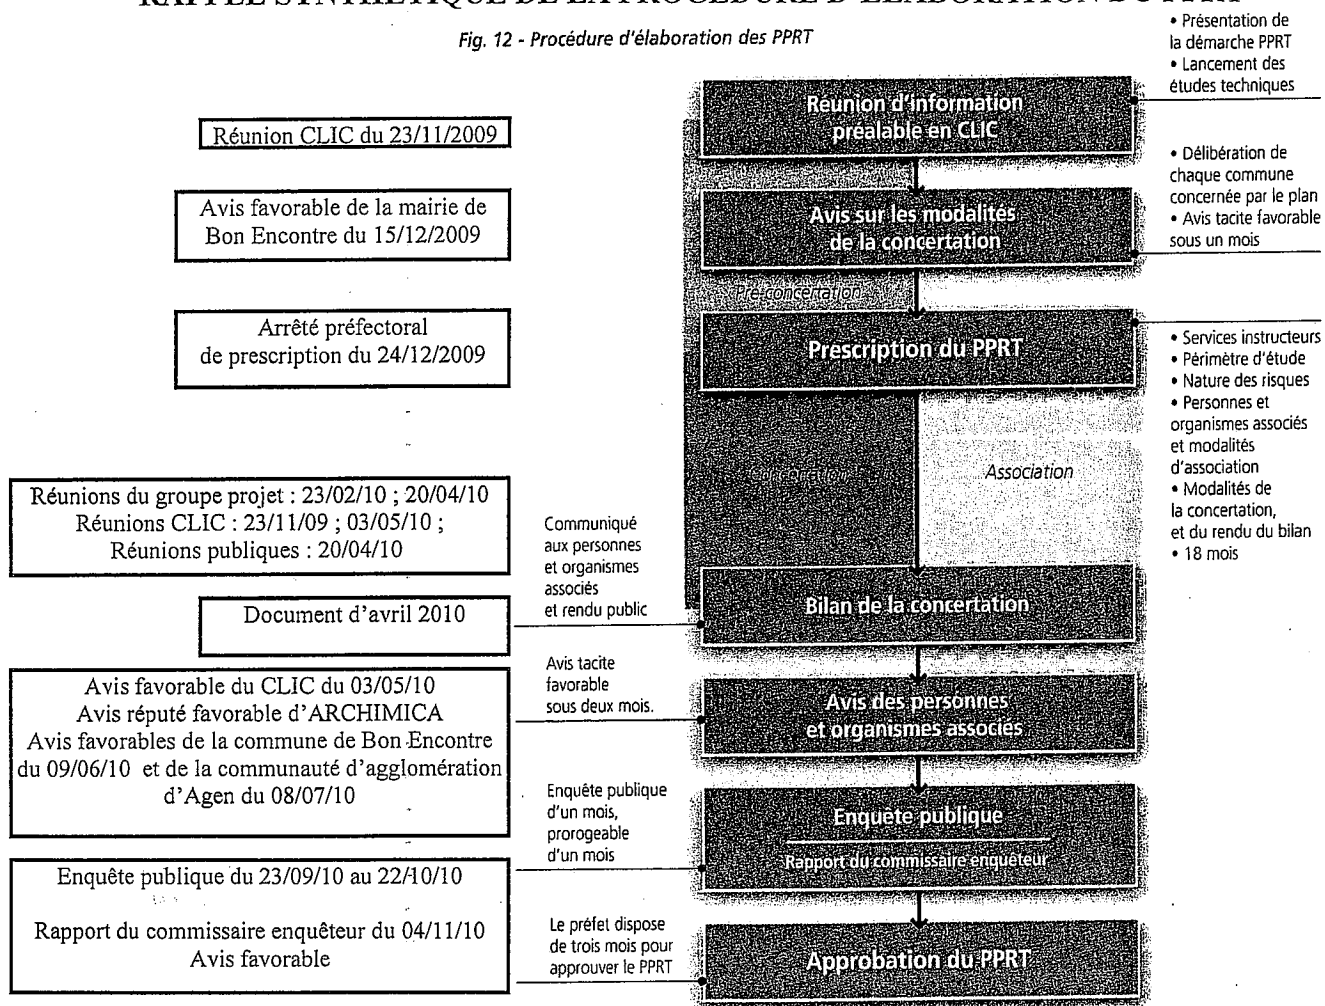 RAPPEL SYNTHETIQUE DE LA PROCEDURE D'ELABORATION DU PPRT
Fig. 12 - Procédure d'élaboration des PPRT
Réunion CLIC du 23/11/2009
Réunion d'information
préalable en CLIC
• Présentation de
la démarche PPRT
• Lancement des
études techniques
Avis favorable de la mairie de
Bon Encontre du 15/12/2009
Avis sur les modalités
de la concertation
• Délibération de
chaque commune
concernée par le plan
• Avis tacite favorable
sous un mois
Pré-concertation
Arrêté préfectoral
de prescription du 24/12/2009
Prescription du PPRT
• Services instructeurs
• Périmètre d'étude
• Nature des risques
• Personnes et
organismes associés
et modalités
d'association
• Modalités de
la concertation,
et du rendu du bilan
• 18 mois
Concertation
Association
Réunions du groupe projet : 23/02/10 ; 20/04/10
Réunions CLIC : 23/11/09 ; 03/05/10 ;
Réunions publiques : 20/04/10
Document d'avril 2010
Communiqué
aux personnes
et organismes
associés
et rendu public
Bilan de la concertation
Avis favorable du CLIC du 03/05/10
Avis réputé favorable d'ARCHIMICA
Avis favorables de la commune de Bon Encontre
du 09/06/10 et de la communauté d'agglomération
d'Agen du 08/07/10
Avis tacite
favorable
sous deux mois.
Avis des personnes
et organismes associés
Enquête publique du 23/09/10 au 22/10/10
Rapport du commissaire enquêteur du 04/11/10
Avis favorable
Enquête publique
d'un mois,
prorogeable
d'un mois
Enquête publique
Rapport du commissaire enquêteur
Le préfet dispose
de trois mois pour
approuver le PPRT
Approbation du PPRT